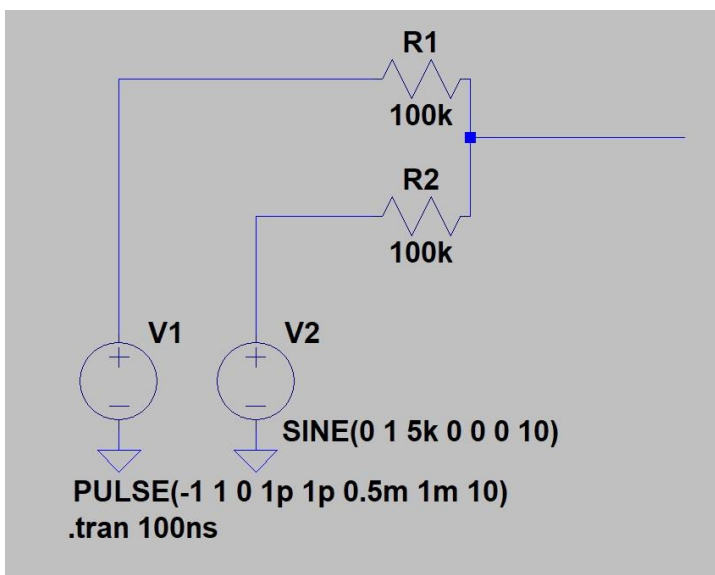 R1
100k
R2
100k
V1
V2
SINE(0 1 5k 0 0 0 10)
PULSE(-1 1 0 1p 1p 0.5m 1m 10)
.tran 100ns